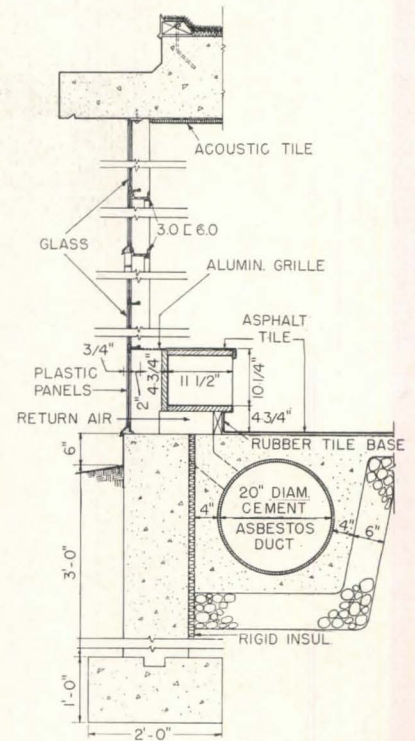 ACOUSTIC TILE
3.0 [ 6.0
GLASS
ALUMIN. GRILLE
ASPHALT
TILE
3/4"
PLASTIC
PANELS
2"
4 3/4"
11 1/2"
10 1/4"
RETURN AIR
4 3/4"
RUBBER TILE BASE
6"
20" DIAM.
CEMENT
ASBESTOS
DUCT
4"
4"
6"
3'-0"
RIGID INSUL.
1'-0"
2'-0"